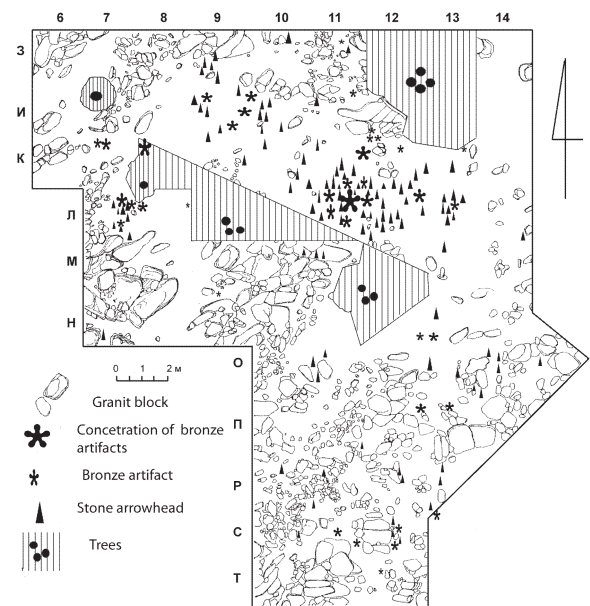 6 7 8 9 10 11 12 13 14
З
И
К
Л
М
Н
О
П
Р
С
Т
0 1 2 м
Granit block
Concetration of bronze
artifacts
Bronze artifact
Stone arrowhead
Trees